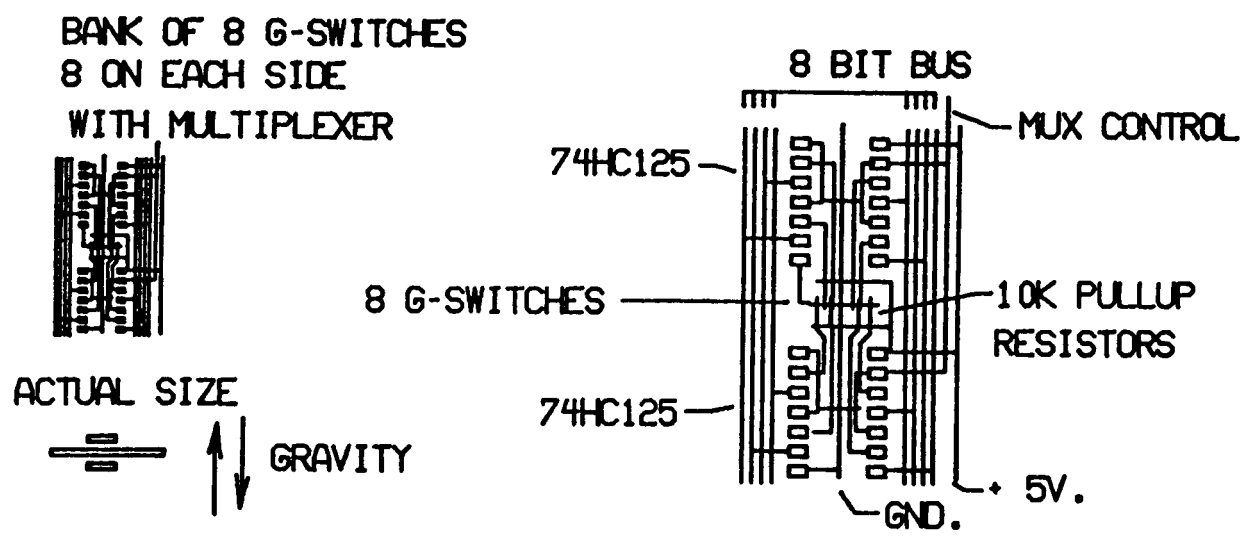 BANK OF 8 G-SWITCHES
8 ON EACH SIDE
WITH MULTIPLEXER
ACTUAL SIZE
GRAVITY
8 BIT BUS
MUX CONTROL
74HC125
8 G-SWITCHES
10K PULLUP
RESISTORS
74HC125
+ 5V.
GND.